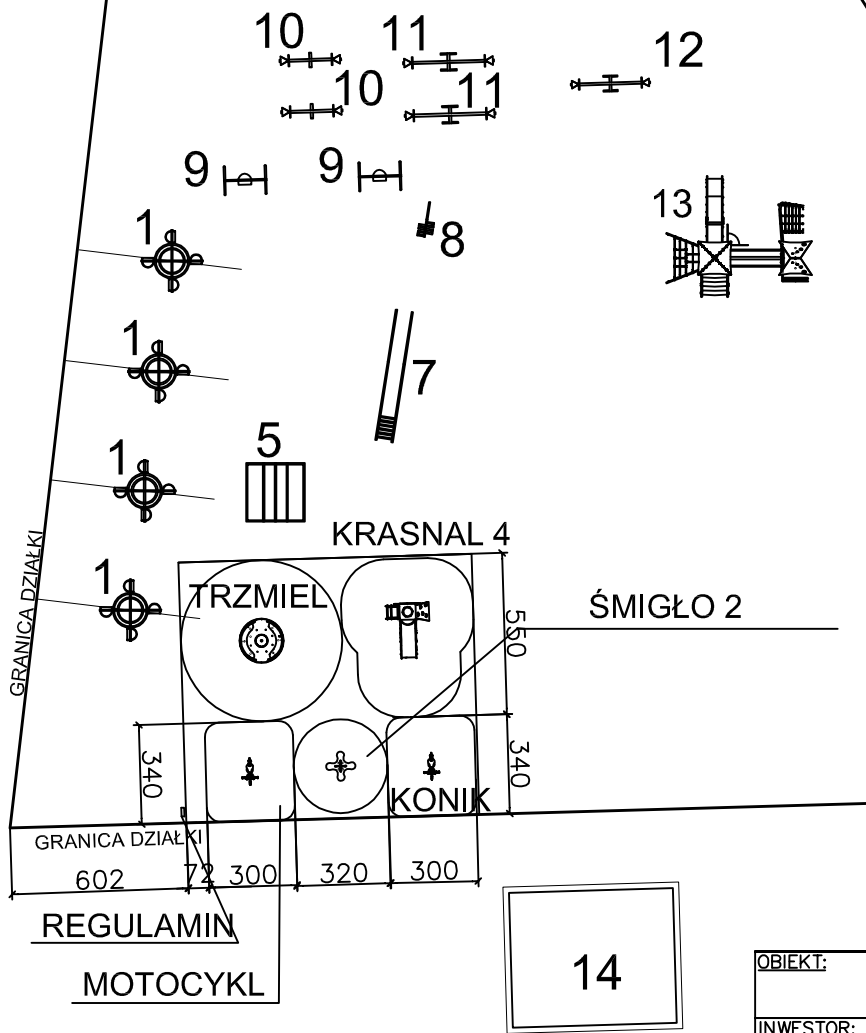 10
11
12
10
11
9
9
13
1
8
1
7
5
1
KRASNAL 4
1
TRZMIEL
ŚMIGŁO 2
550
GRANICA DZIAŁKI
340
340
KONIK
GRANICA DZIAŁKI
602
72
300
320
300
REGULAMIN
MOTOCYKL
14
OBIEKT:
INWESTOR: